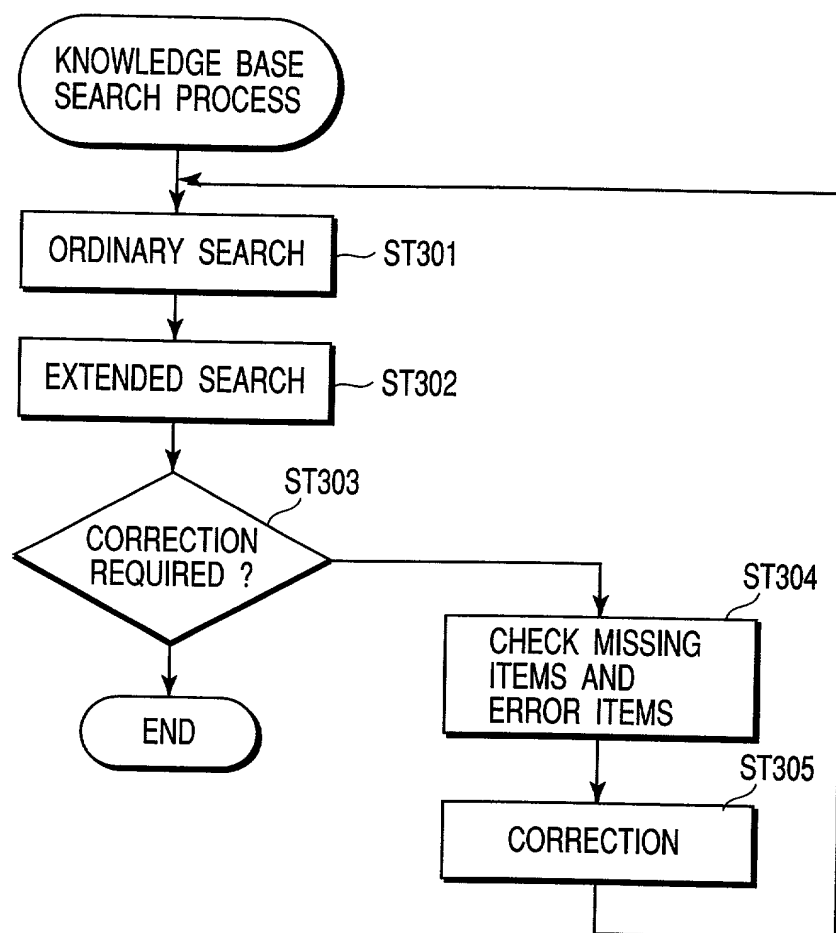 KNOWLEDGE BASE
SEARCH PROCESS
ORDINARY SEARCH
ST301
EXTENDED SEARCH
ST302
ST303
CORRECTION
REQUIRED ?
END
ST304
CHECK MISSING
ITEMS AND
ERROR ITEMS
ST305
CORRECTION